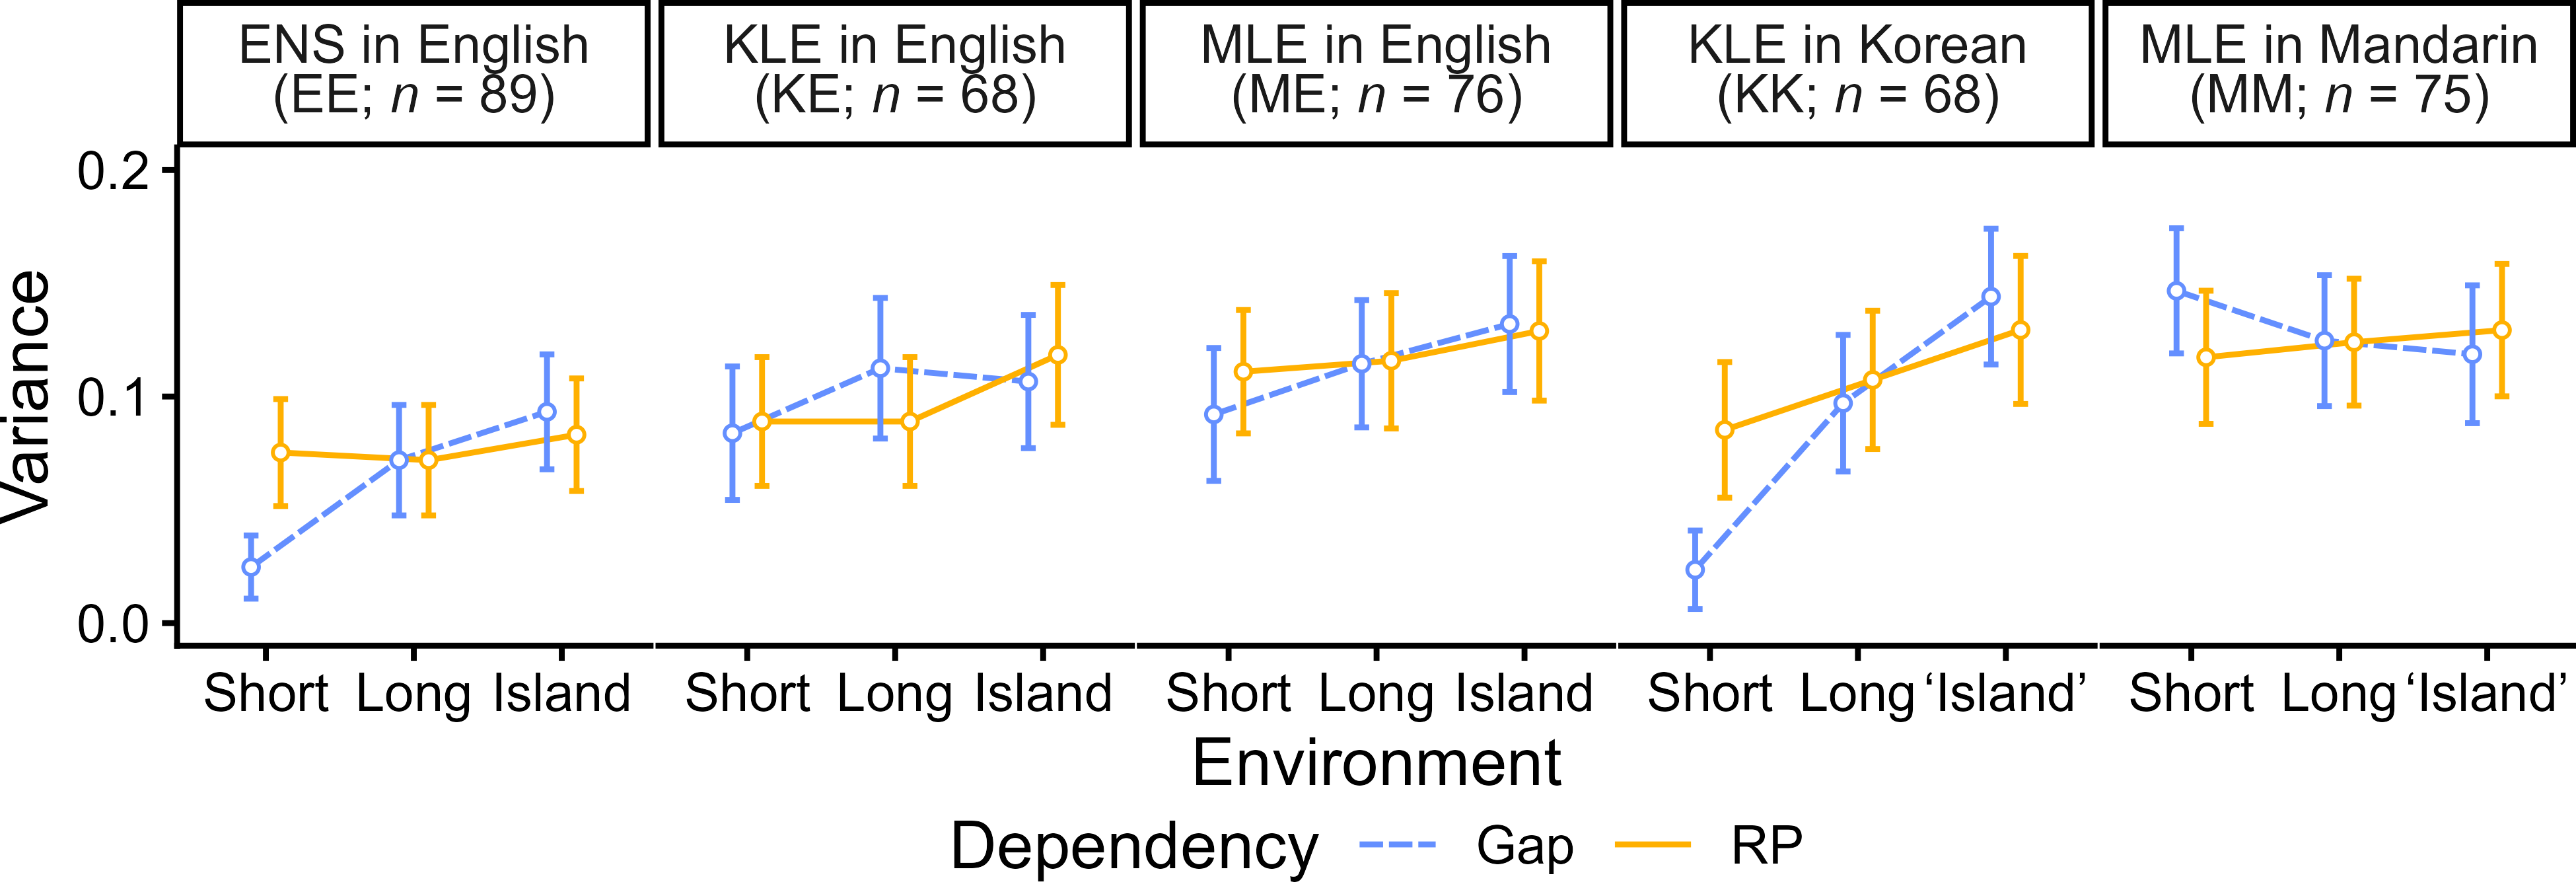 ENS in English
(EE; n = 89)
KLE in English
(KE; n = 68)
MLE in English
(ME; n = 76)
KLE in Korean
(KK; n = 68)
MLE in Mandarin
(MM; n = 75)
Variance
0.2
0.1
0.0
Short Long Island
Short Long Island
Short Long Island
Short Long ‘Island’
Short Long ‘Island’
Environment
Dependency Gap RP